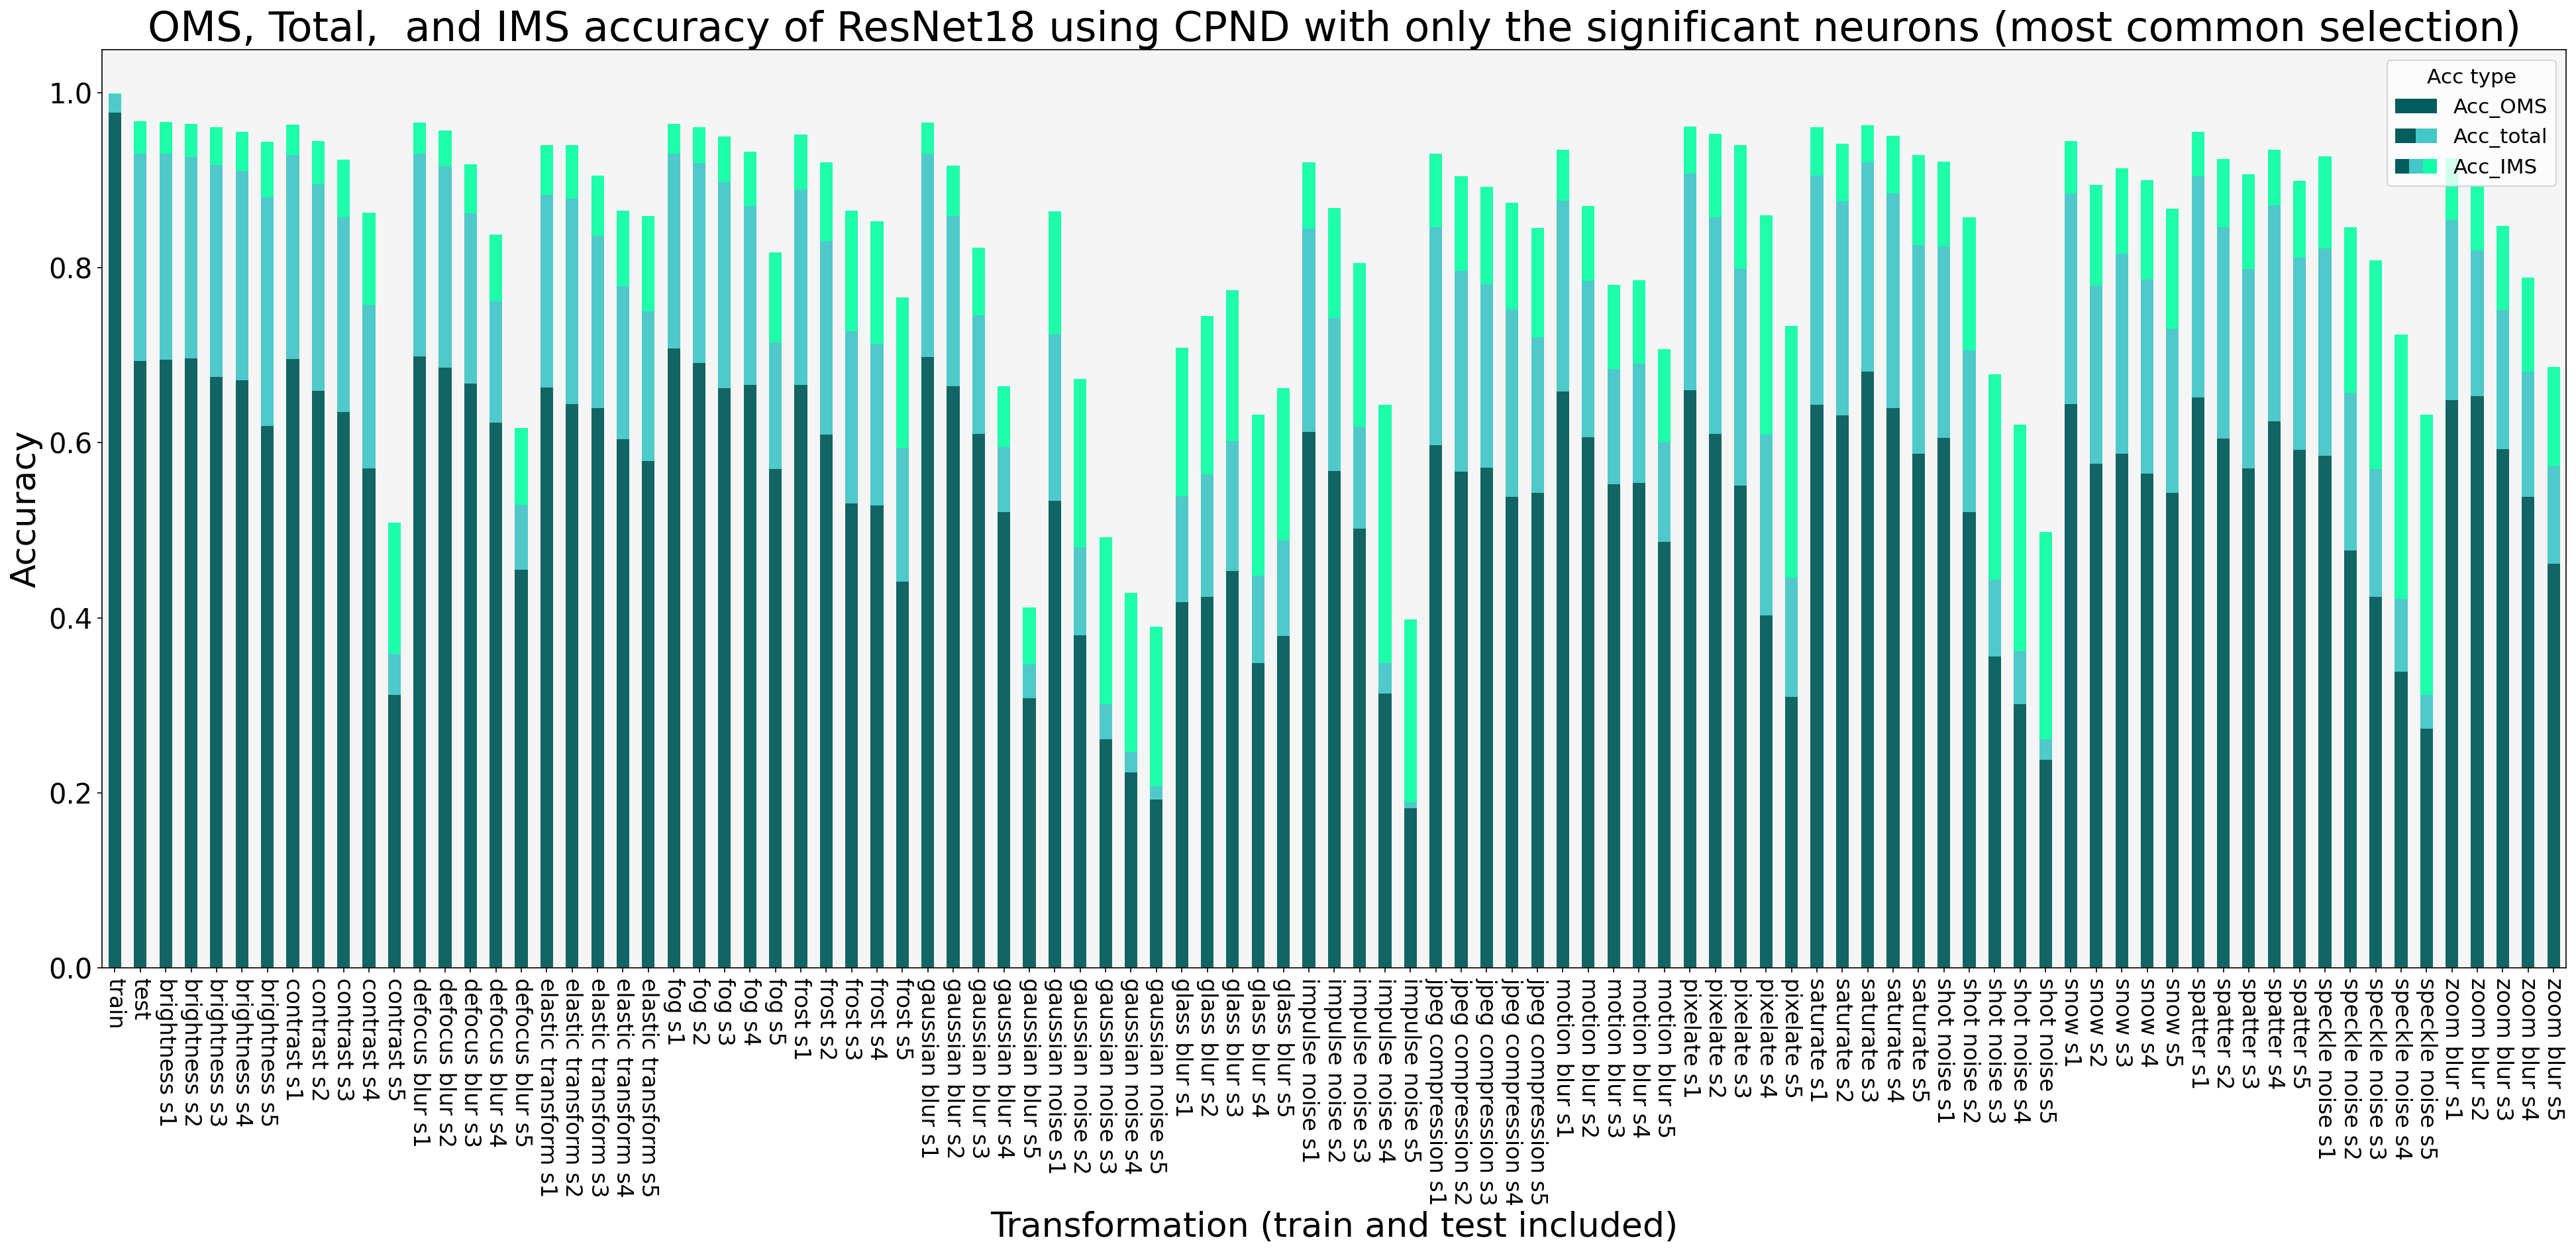 OMS, Total,  and IMS accuracy of ResNet18 using CPND with only the significant neurons (most common selection)
Acc type
Acc_OMS
Acc_total
Acc_IMS
Accuracy
1.0
0.8
0.6
0.4
0.2
0.0
train
test
brightness s1
brightness s2
brightness s3
brightness s4
brightness s5
contrast s1
contrast s2
contrast s3
contrast s4
contrast s5
defocus blur s1
defocus blur s2
defocus blur s3
defocus blur s4
defocus blur s5
elastic transform s1
elastic transform s2
elastic transform s3
elastic transform s4
elastic transform s5
fog s1
fog s2
fog s3
fog s4
fog s5
frost s1
frost s2
frost s3
frost s4
frost s5
gaussian blur s1
gaussian blur s2
gaussian blur s3
gaussian blur s4
gaussian blur s5
gaussian noise s1
gaussian noise s2
gaussian noise s3
gaussian noise s4
gaussian noise s5
glass blur s1
glass blur s2
glass blur s3
glass blur s4
glass blur s5
impulse noise s1
impulse noise s2
impulse noise s3
impulse noise s4
impulse noise s5
jpeg compression s1
jpeg compression s2
jpeg compression s3
jpeg compression s4
jpeg compression s5
motion blur s1
motion blur s2
motion blur s3
motion blur s4
motion blur s5
pixelate s1
pixelate s2
pixelate s3
pixelate s4
pixelate s5
saturate s1
saturate s2
saturate s3
saturate s4
saturate s5
shot noise s1
shot noise s2
shot noise s3
shot noise s4
shot noise s5
snow s1
snow s2
snow s3
snow s4
snow s5
spatter s1
spatter s2
spatter s3
spatter s4
spatter s5
speckle noise s1
speckle noise s2
speckle noise s3
speckle noise s4
speckle noise s5
zoom blur s1
zoom blur s2
zoom blur s3
zoom blur s4
zoom blur s5
Transformation (train and test included)